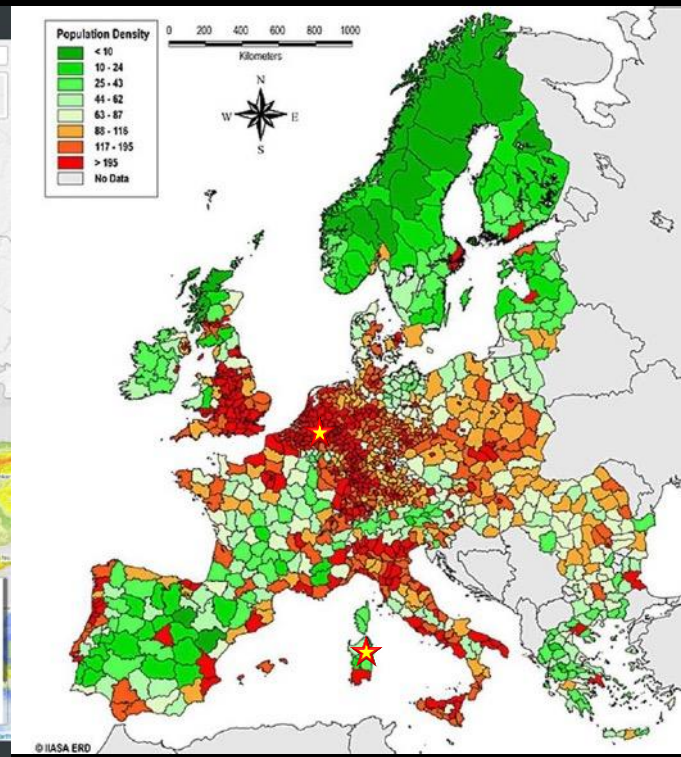 Population Density
< 10
10 - 24
25 - 43
44 - 62
63 - 87
88 - 116
117 - 195
> 195
No Data
0 200 400 600 800 1000
Kilometers
N
W E
S
© IIASA ERD